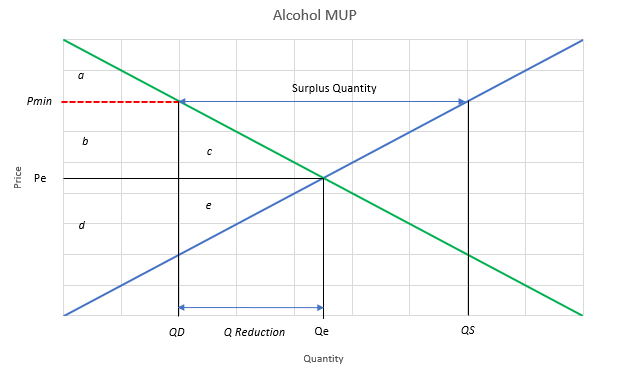 Alcohol MUP
a
Pmin
Surplus Quantity
b
c
Price
Pe
e
d
QD
Q Reduction
Qe
QS
Quantity